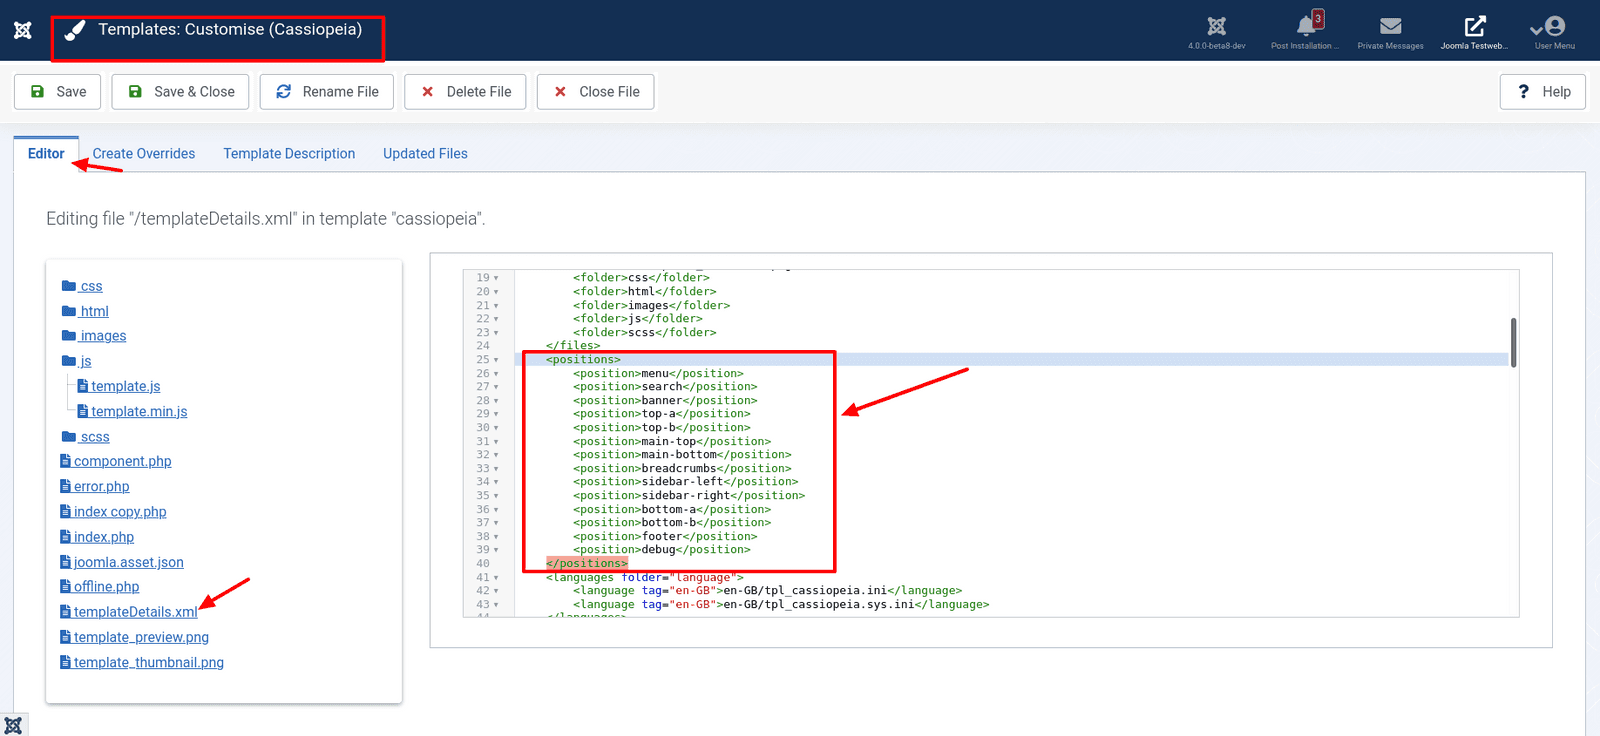 Templates: Customise (Cassiopeia)
4.0.0-beta8-dev
3
Post Installation ...
Private Messages
Joomla Testweb...
User Menu
Save
Save & Close
Rename File
Delete File
Close File
? Help
Editor
Create Overrides
Template Description
Updated Files
Editing file "/templateDetails.xml" in template "cassiopeia".
css
html
images
js
template.js
template.min.js
scss
component.php
error.php
index copy.php
index.php
joomla.asset.json
offline.php
templateDetails.xml
template_preview.png
template_thumbnail.png
19 <folder>css</folder>
20 <folder>html</folder>
21 <folder>images</folder>
22 <folder>js</folder>
23 <folder>scss</folder>
24 </files>
25 <positions>
26 <position>menu</position>
27 <position>search</position>
28 <position>banner</position>
29 <position>top-a</position>
30 <position>top-b</position>
31 <position>main-top</position>
32 <position>main-bottom</position>
33 <position>breadcrumbs</position>
34 <position>sidebar-left</position>
35 <position>sidebar-right</position>
36 <position>bottom-a</position>
37 <position>bottom-b</position>
38 <position>footer</position>
39 <position>debug</position>
40 </positions>
41 <languages folder="language">
42 <language tag="en-GB">en-GB/tpl_cassiopeia.ini</language>
43 <language tag="en-GB">en-GB/tpl_cassiopeia.sys.ini</language>
44 </languages>